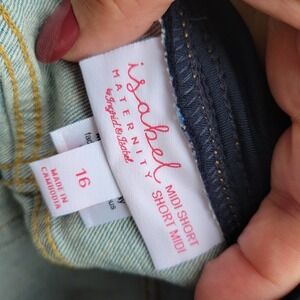 isabel
MATERNITY
by Ingrid & Isabel
MIDI SHORT
SHORT MIDI
16
MADE IN
CAMBODIA